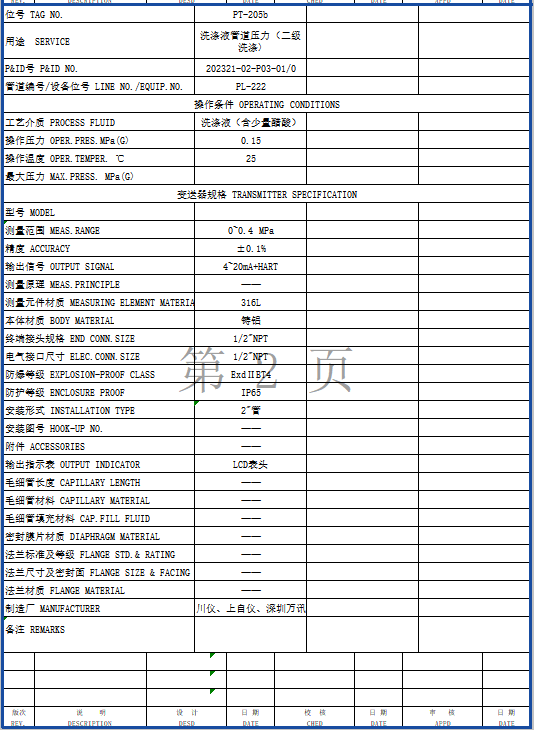 REV. DESCRIPTION DESD DATE CHED DATE APPD DATE
位号 TAG NO. PT-205b
用途 SERVICE 洗涤液管道压力（二级
洗涤）
P&ID号 P&ID NO. 202321-02-P03-01/0
管道编号/设备位号 LINE NO./EQUIP.NO. PL-222
操作条件 OPERATING CONDITIONS
工艺介质 PROCESS FLUID 洗涤液（含少量醋酸）
操作压力 OPER.PRES.MPa(G) 0.15
操作温度 OPER.TEMPER. ℃ 25
最大压力 MAX.PRESS. MPa(G)
变送器规格 TRANSMITTER SPECIFICATION
型号 MODEL
测量范围 MEAS.RANGE 0~0.4 MPa
精度 ACCURACY ±0.1%
输出信号 OUTPUT SIGNAL 4~20mA+HART
测量原理 MEAS.PRINCIPLE ——
测量元件材质 MEASURING ELEMENT MATERIA 316L
本体材质 BODY MATERIAL 铸铝
终端接头规格 END CONN.SIZE 1/2"NPT
电气接口尺寸 ELEC.CONN.SIZE 1/2"NPT
第 2 页
防爆等级 EXPLOSION-PROOF CLASS ExdⅡBT4
防护等级 ENCLOSURE PROOF IP65
安装形式 INSTALLATION TYPE 2"管
安装图号 HOOK-UP NO. ——
附件 ACCESSORIES ——
输出指示表 OUTPUT INDICATOR LCD表头
毛细管长度 CAPILLARY LENGTH ——
毛细管材料 CAPILLARY MATERIAL ——
毛细管填充材料 CAP.FILL FLUID ——
密封膜片材质 DIAPHRAGM MATERIAL ——
法兰标准及等级 FLANGE STD.& RATING ——
法兰尺寸及密封面 FLANGE SIZE & FACING ——
法兰材质 FLANGE MATERIAL ——
制造厂 MANUFACTURER 川仪、上自仪、深圳万讯
备注 REMARKS
版次 说 明 设 计 日 期 校 核 日 期 审 核 日 期
REV. DESCRIPTION DESD DATE CHED DATE APPD DATE